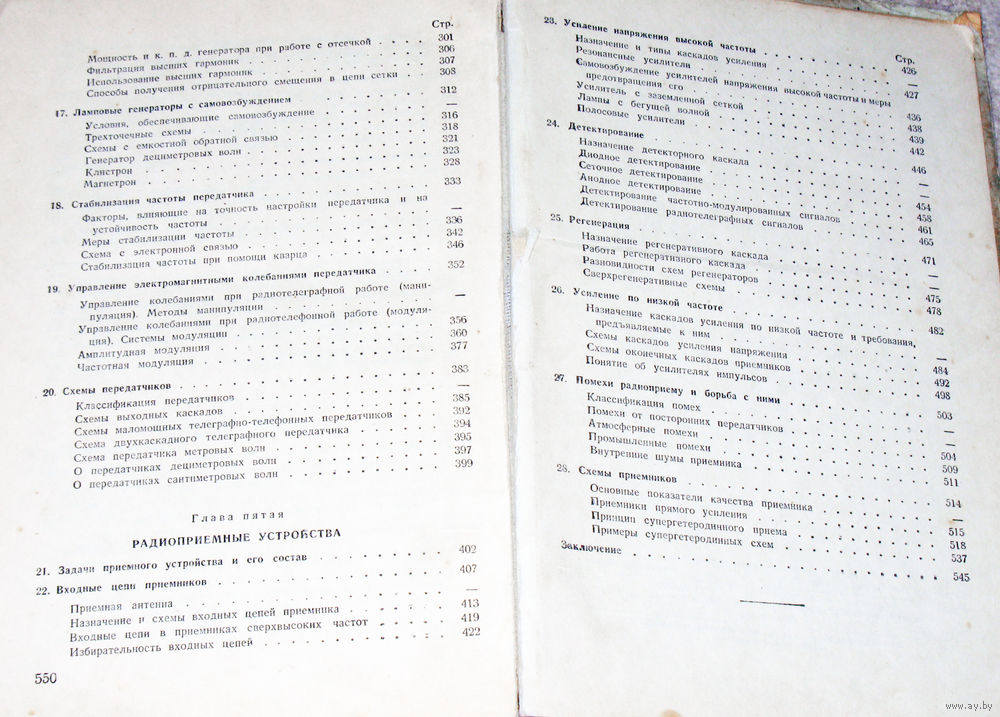 Стр.
Мощность и к. п. д. генератора при работе с отсечкой . . . . 301
Фильтрация высших гармоник . . . . 306
Использование высших гармоник . . . . 307
Способы получения отрицательного смещения в цепи сетки . . 308
17. Ламповые генераторы с самовозбуждением . . . . 312
Условия, обеспечивающие самовозбуждение . . . . —
Трехточечные схемы . . . . 316
Схемы с емкостной обратной связью . . . . 318
Генератор дециметровых волн . . . . 321
Клистрон . . . . 323
Магнетрон . . . . 328
18. Стабилизация частоты передатчика . . . . 333
Факторы, влияющие на точность настройки передатчика и на
устойчивость частоты . . . . —
Меры стабилизации частоты . . . . 336
Схема с электронной связью . . . . 342
Стабилизация частоты при помощи кварца . . . . 346
19. Управление электромагнитными колебаниями передатчика . . . . 352
Управление колебаниями при радиотелеграфной работе (мани-
пуляция). Методы манипуляции . . . . —
Управление колебаниями при радиотелефонной работе (модуля-
ция). Системы модуляции . . . . 356
Амплитудная модуляция . . . . 360
Частотная модуляция . . . . 377
20. Схемы передатчиков . . . . 383
Классификация передатчиков . . . . —
Схемы выходных каскадов . . . . 385
Схемы маломощных телеграфно-телефонных передатчиков . . . 392
Схема двухкаскадного телеграфного передатчика . . . . 394
Схема передатчика метровых волн . . . . 395
О передатчиках дециметровых волн . . . . 397
О передатчиках сантиметровых волн . . . . 399
Глава пятая
РАДИОПРИЕМНЫЕ УСТРОЙСТВА
21. Задачи приемного устройства и его состав . . . . 402
22. Входные цепи приемников . . . . 407
Приемная антенна . . . . —
Назначение и схемы входных цепей приемника . . . . 413
Входные цепи в приемниках сверхвысоких частот . . . . 419
Избирательность входных цепей . . . . 422
550
Стр.
23. Усиление напряжения высокой частоты . . . . 426
Назначение и типы каскадов усиления . . . . —
Резонансные усилители . . . . 427
Самовозбуждение усилителей напряжения высокой частоты и меры
предотвращения его . . . . 436
Усилитель с заземленной сеткой . . . . 438
Лампы с бегущей волной . . . . 439
Полосовые усилители . . . . 442
24. Детектирование . . . . 446
Назначение детекторного каскада . . . . —
Диодное детектирование . . . . —
Сеточное детектирование . . . . 454
Анодное детектирование . . . . 458
Детектирование частотно-модулированных сигналов . . . . 461
Детектирование радиотелеграфных сигналов . . . . 465
25. Регенерация . . . . 471
Назначение регенеративного каскада . . . . —
Работа регенеративного каскада . . . . —
Разновидности схем регенераторов . . . . 475
Сверхрегенеративные схемы . . . . 478
26. Усиление по низкой частоте . . . . 482
Назначение каскадов усиления по низкой частоте и требования,
предъявляемые к ним . . . . —
Схемы каскадов усиления напряжения . . . . 484
Схемы оконечных каскадов приемников . . . . 492
Понятие об усилителях импульсов . . . . 498
27. Помехи радиоприему и борьба с ними . . . . 503
Классификация помех . . . . —
Помехи от посторонних передатчиков . . . . —
Атмосферные помехи . . . . 504
Промышленные помехи . . . . 509
Внутренние шумы приемника . . . . 511
28. Схемы приемников . . . . 514
Основные показатели качества приемника . . . . —
Приемники прямого усиления . . . . 515
Принцип супергетеродинного приема . . . . 518
Примеры супергетеродинных схем . . . . 537
Заключение . . . . 545
www.ay.by